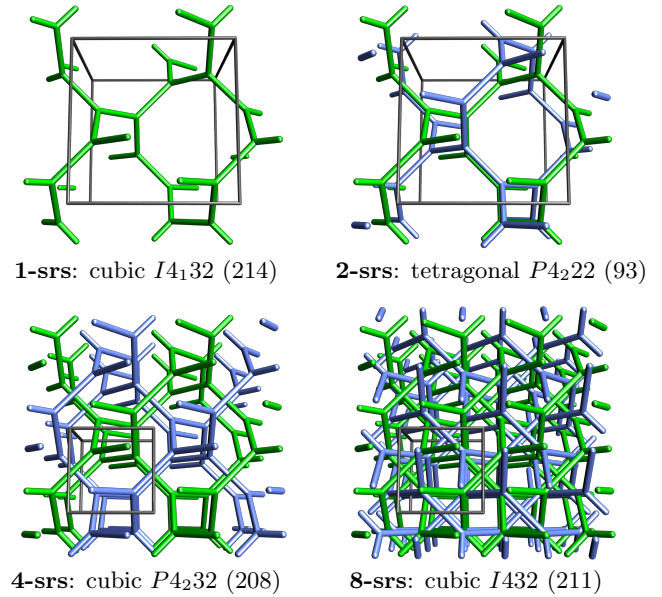 1-srs: cubic I4₁32 (214)
2-srs: tetragonal P4₂22 (93)
4-srs: cubic P4₂32 (208)
8-srs: cubic I432 (211)